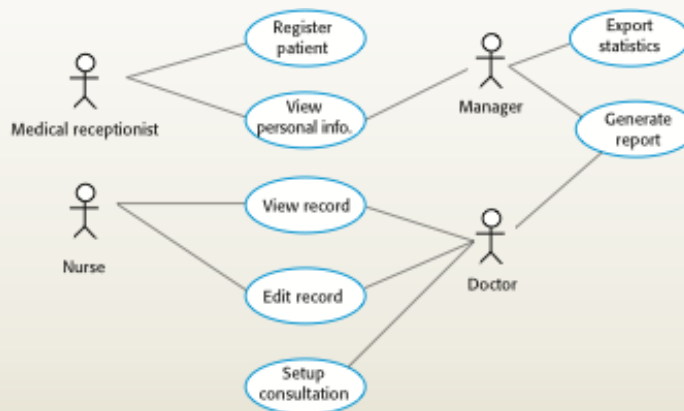 Register
patient
Export
statistics
Medical receptionist
View
personal info.
Manager
Generate
report
Nurse
View record
Edit record
Doctor
Setup
consultation